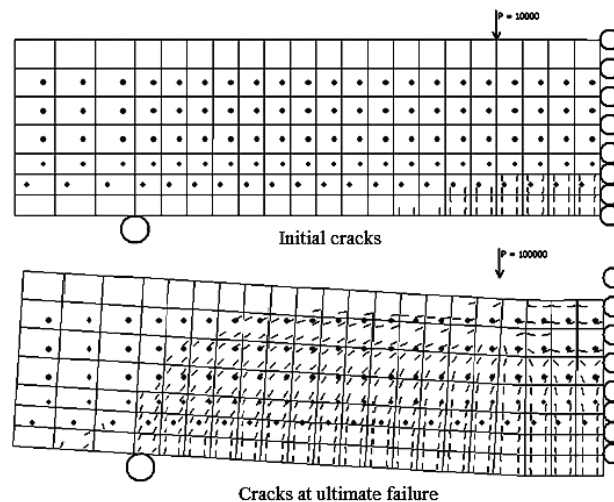 P = 10000
Initial cracks
P = 100000
Cracks at ultimate failure